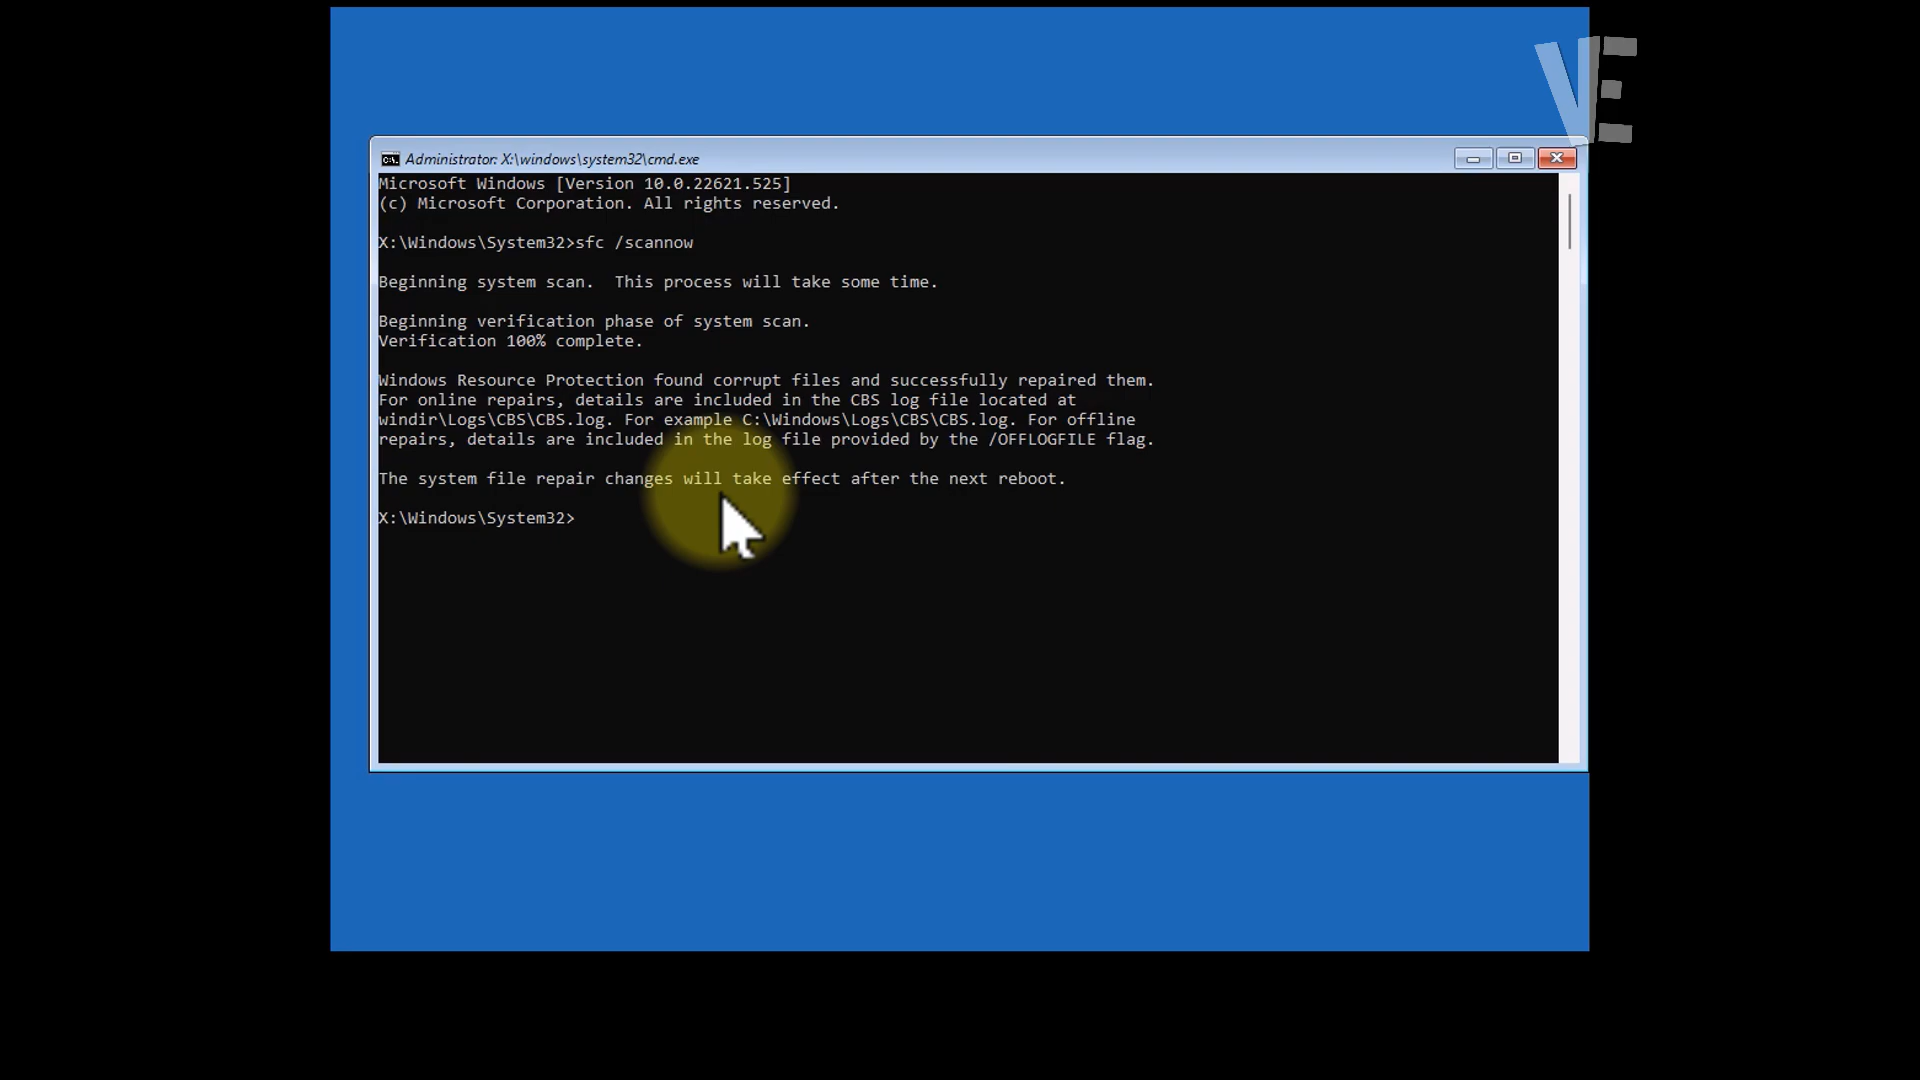 VE
Administrator: X:\windows\system32\cmd.exe
Microsoft Windows [Version 10.0.22621.525]
(c) Microsoft Corporation. All rights reserved.
X:\Windows\System32>sfc /scannow
Beginning system scan.  This process will take some time.
Beginning verification phase of system scan.
Verification 100% complete.
Windows Resource Protection found corrupt files and successfully repaired them.
For online repairs, details are included in the CBS log file located at
windir\Logs\CBS\CBS.log. For example C:\Windows\Logs\CBS\CBS.log. For offline
repairs, details are included in the log file provided by the /OFFLOGFILE flag.
The system file repair changes will take effect after the next reboot.
X:\Windows\System32>